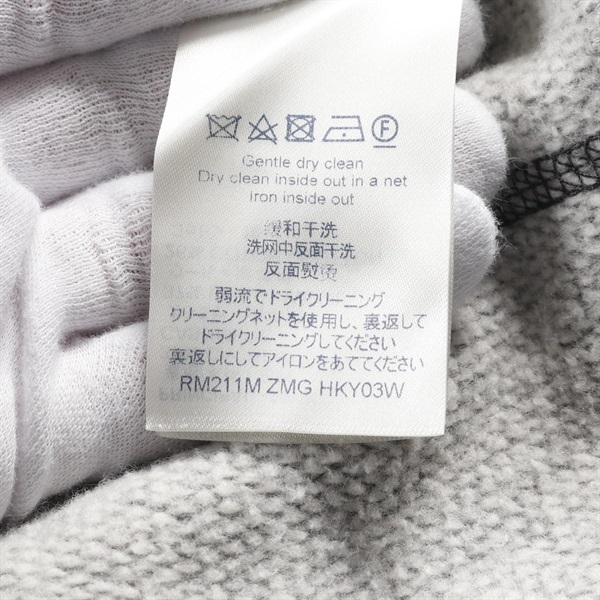 F
Gentle dry clean
Dry clean inside out in a net
Iron inside out
缓和干洗
洗网中反面干洗
反面熨烫
弱流でドライクリーニング
クリーニングネットを使用し、裏返して
ドライクリーニングしてください
裏返しにしてアイロンをあててください
RM211M ZMG HKY03W